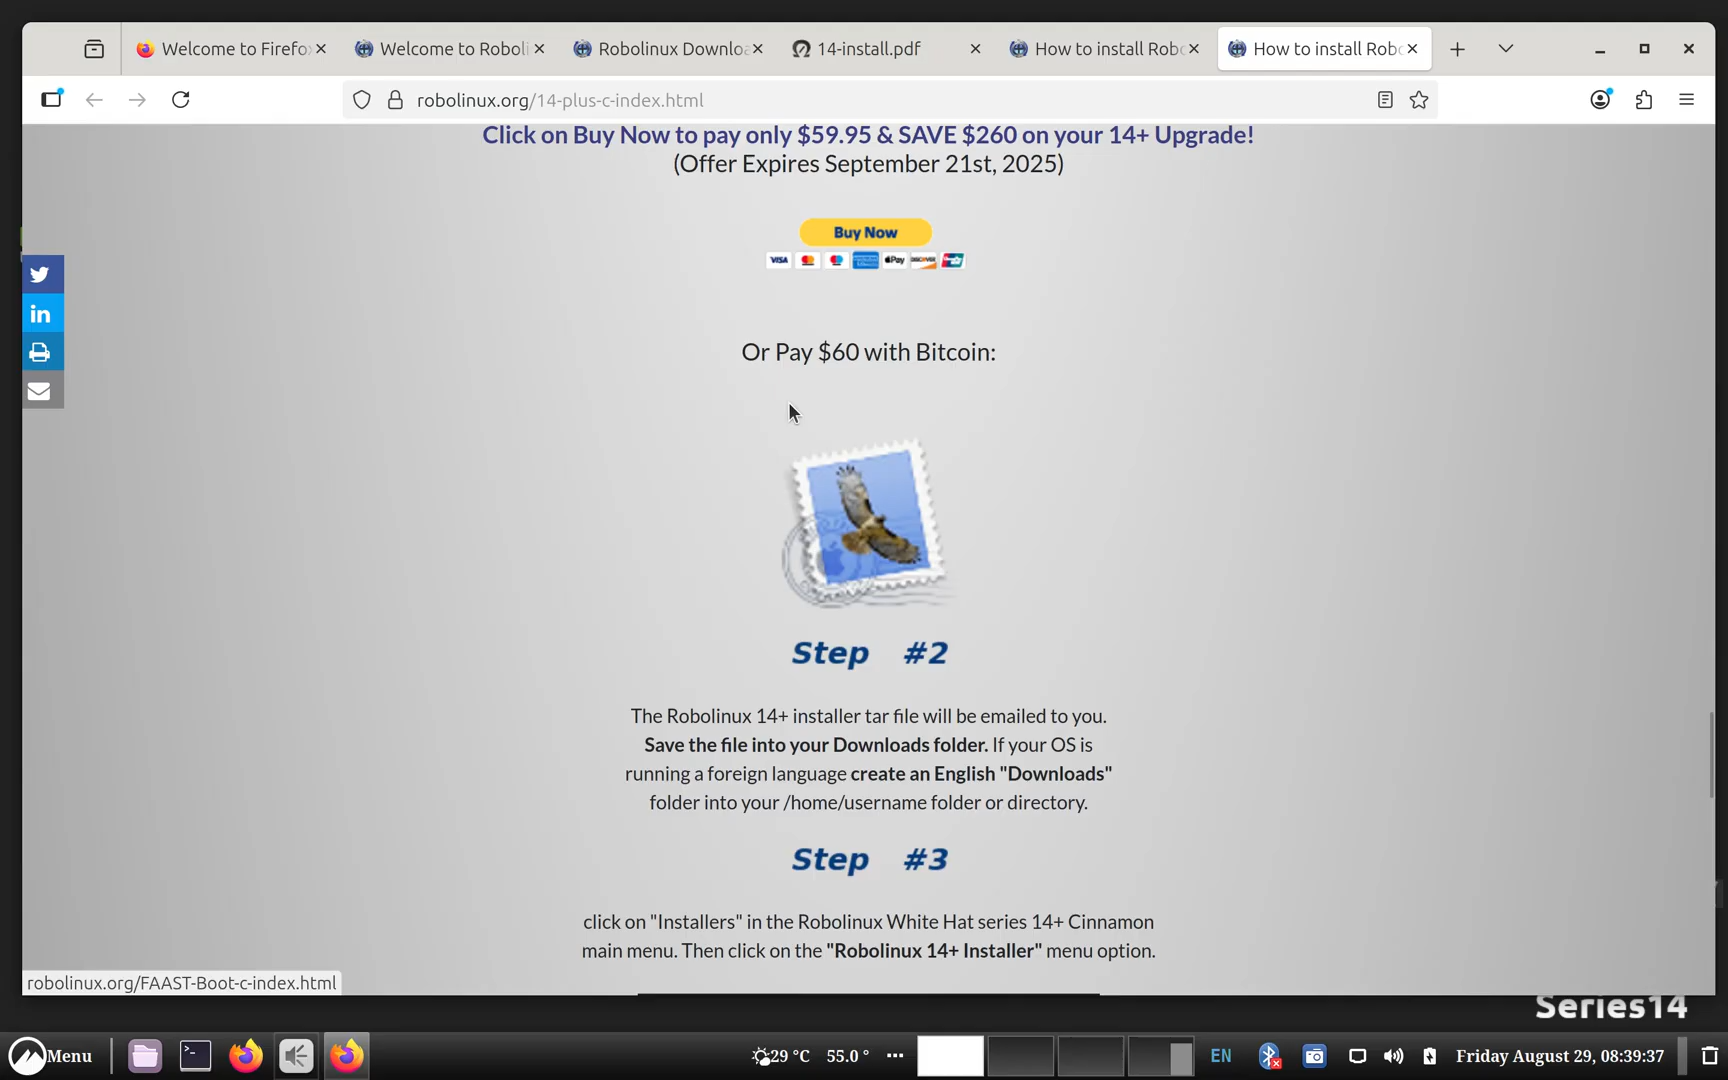 Welcome to Firefo
Welcome to Roboli
Robolinux Downloa
14-install.pdf
How to install Robo
How to install Robo
robolinux.org/14-plus-c-index.html
Click on Buy Now to pay only $59.95 & SAVE $260 on your 14+ Upgrade!
(Offer Expires September 21st, 2025)
Buy Now
VISA
Pay
DISCOVER
Or Pay $60 with Bitcoin:
Step #2
The Robolinux 14+ installer tar file will be emailed to you.
Save the file into your Downloads folder. If your OS is
running a foreign language create an English "Downloads"
folder into your /home/username folder or directory.
Step #3
click on "Installers" in the Robolinux White Hat series 14+ Cinnamon
main menu. Then click on the "Robolinux 14+ Installer" menu option.
robolinux.org/FAAST-Boot-c-index.html
Series14
Menu
29 °C
55.0 °
EN
Friday August 29, 08:39:37